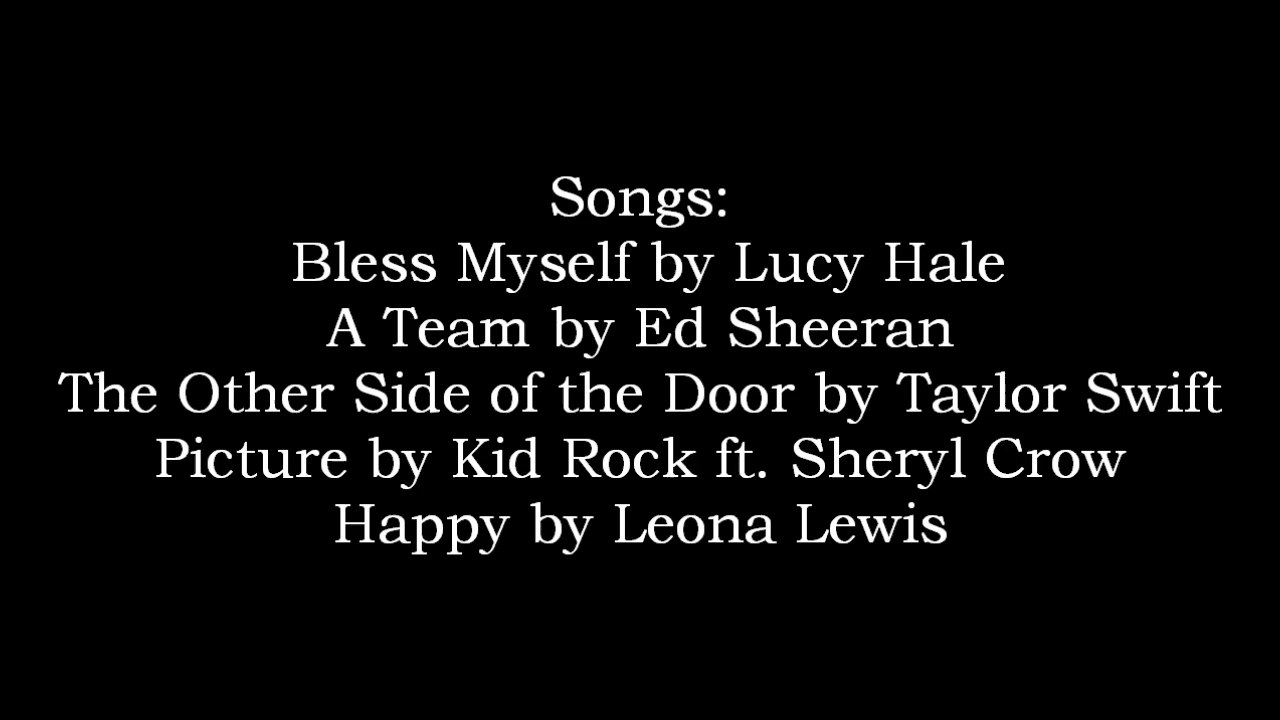 Songs:
Bless Myself by Lucy Hale
A Team by Ed Sheeran
The Other Side of the Door by Taylor Swift
Picture by Kid Rock ft. Sheryl Crow
Happy by Leona Lewis